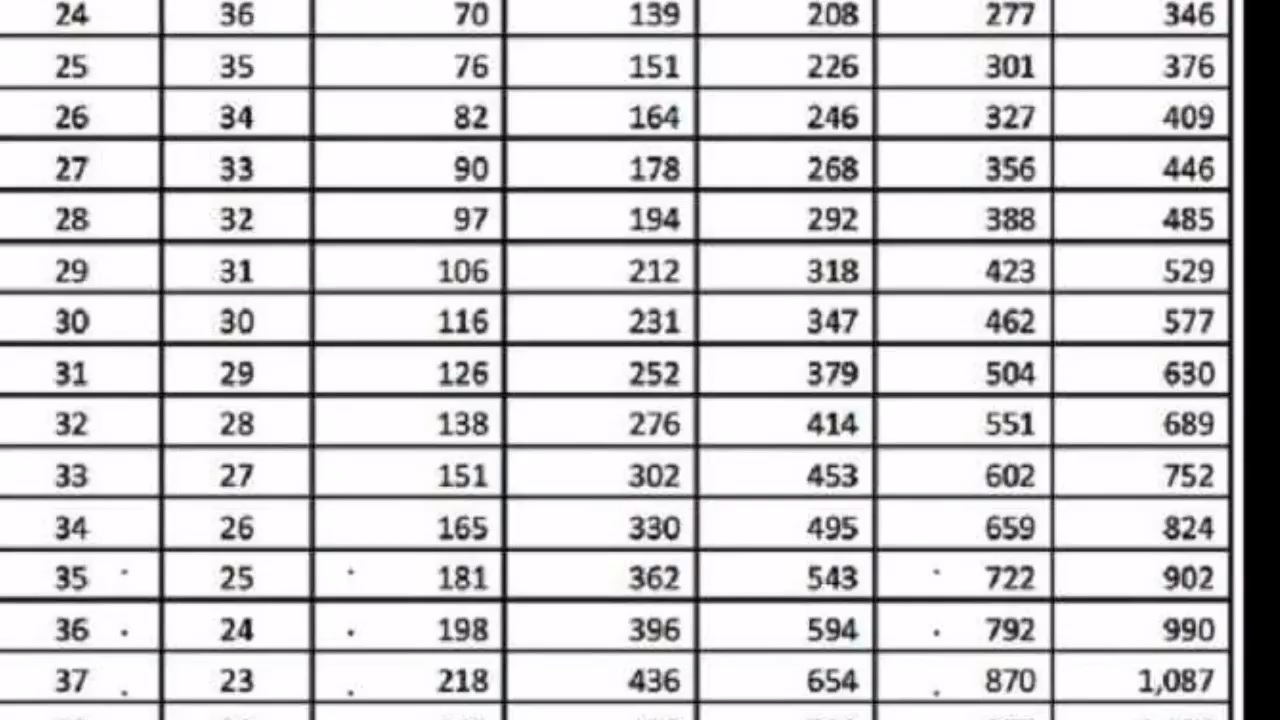 24 36 70 139 208 277 346
25 35 76 151 226 301 376
26 34 82 164 246 327 409
27 33 90 178 268 356 446
28 32 97 194 292 388 485
29 31 106 212 318 423 529
30 30 116 231 347 462 577
31 29 126 252 379 504 630
32 28 138 276 414 551 689
33 27 151 302 453 602 752
34 26 165 330 495 659 824
35 25 181 362 543 722 902
36 24 198 396 594 792 990
37 23 218 436 654 870 1,087